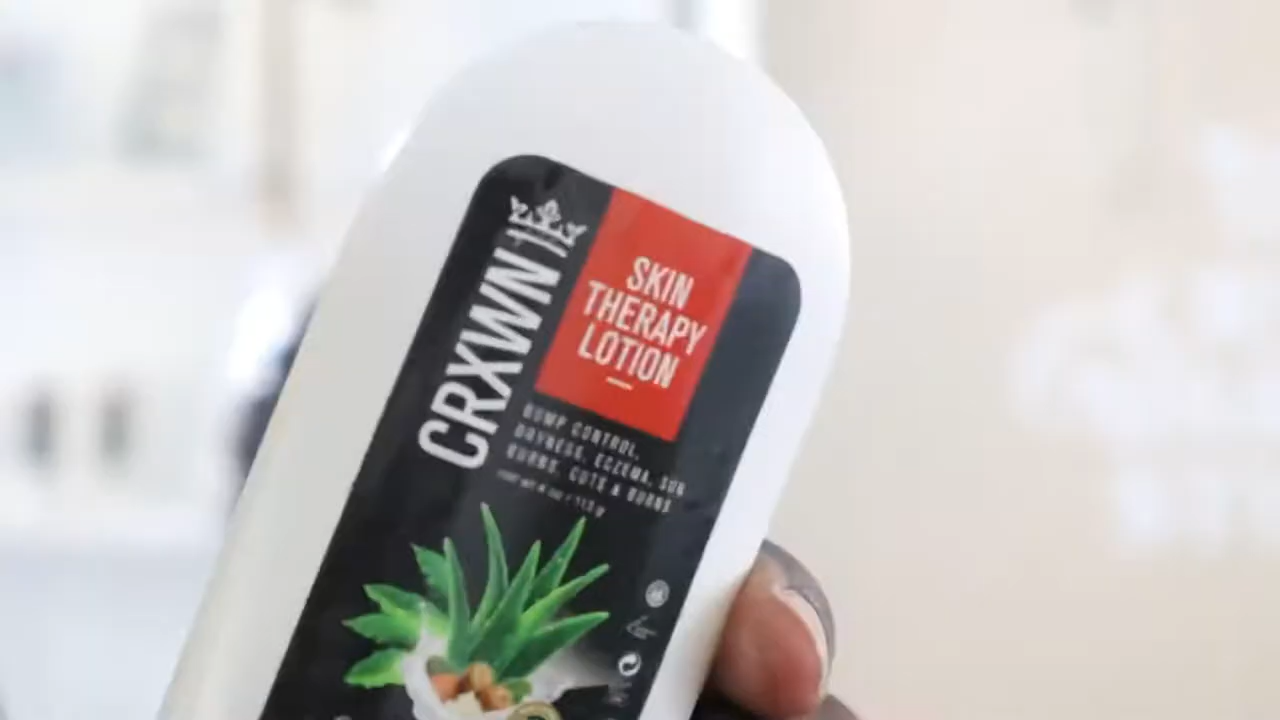 CRXWN
SKIN
THERAPY
LOTION
BUMP CONTROL,
DRYNESS, ECZEMA, SUN
BURNS, CUTS & BURNS